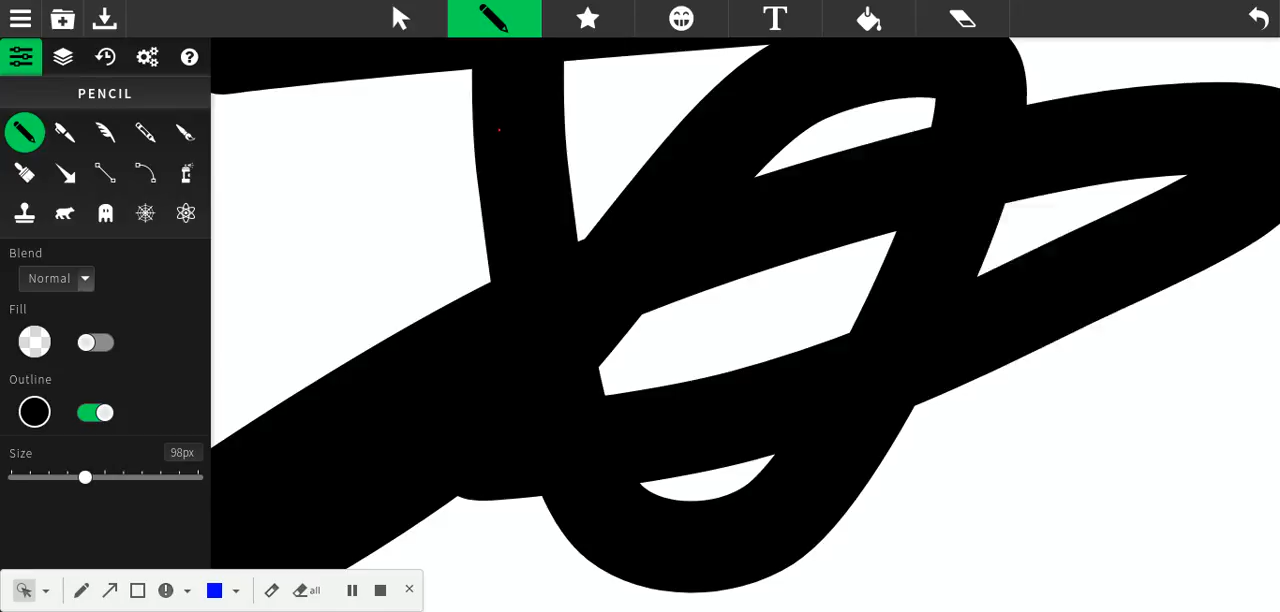 T
PENCIL
Blend
Normal
Fill
Outline
Size 98px
all